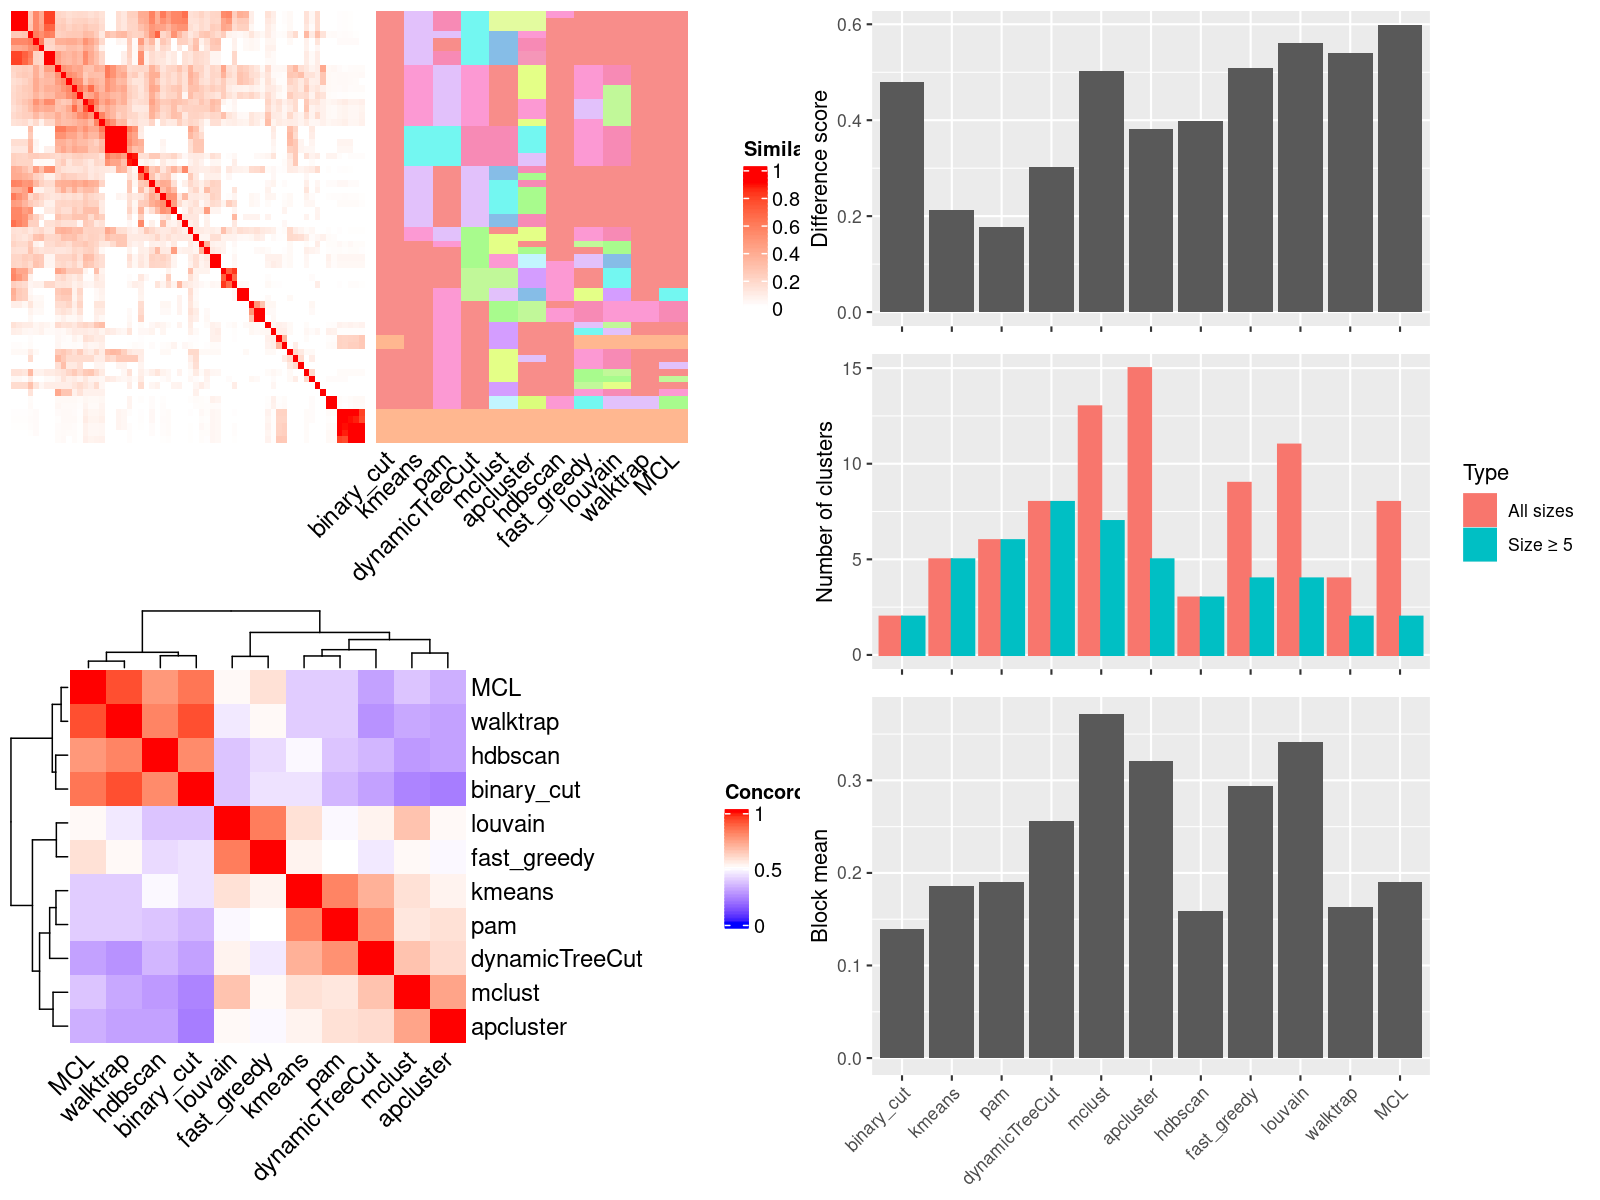 Simila
1
0.8
0.6
0.4
0.2
0
binary_cut
kmeans
pam
dynamicTreeCut
mclust
apcluster
hdbscan
fast_greedy
louvain
walktrap
MCL
MCL
walktrap
hdbscan
binary_cut
louvain
fast_greedy
kmeans
pam
dynamicTreeCut
mclust
apcluster
MCL
walktrap
hdbscan
binary_cut
louvain
fast_greedy
kmeans
pam
dynamicTreeCut
mclust
apcluster
Concord
1
0.5
0
Difference score
0.6
0.4
0.2
0.0
Number of clusters
15
10
5
0
Type
All sizes
Size ≥ 5
Block mean
0.3
0.2
0.1
0.0
binary_cut
kmeans
pam
dynamicTreeCut
mclust
apcluster
hdbscan
fast_greedy
louvain
walktrap
MCL